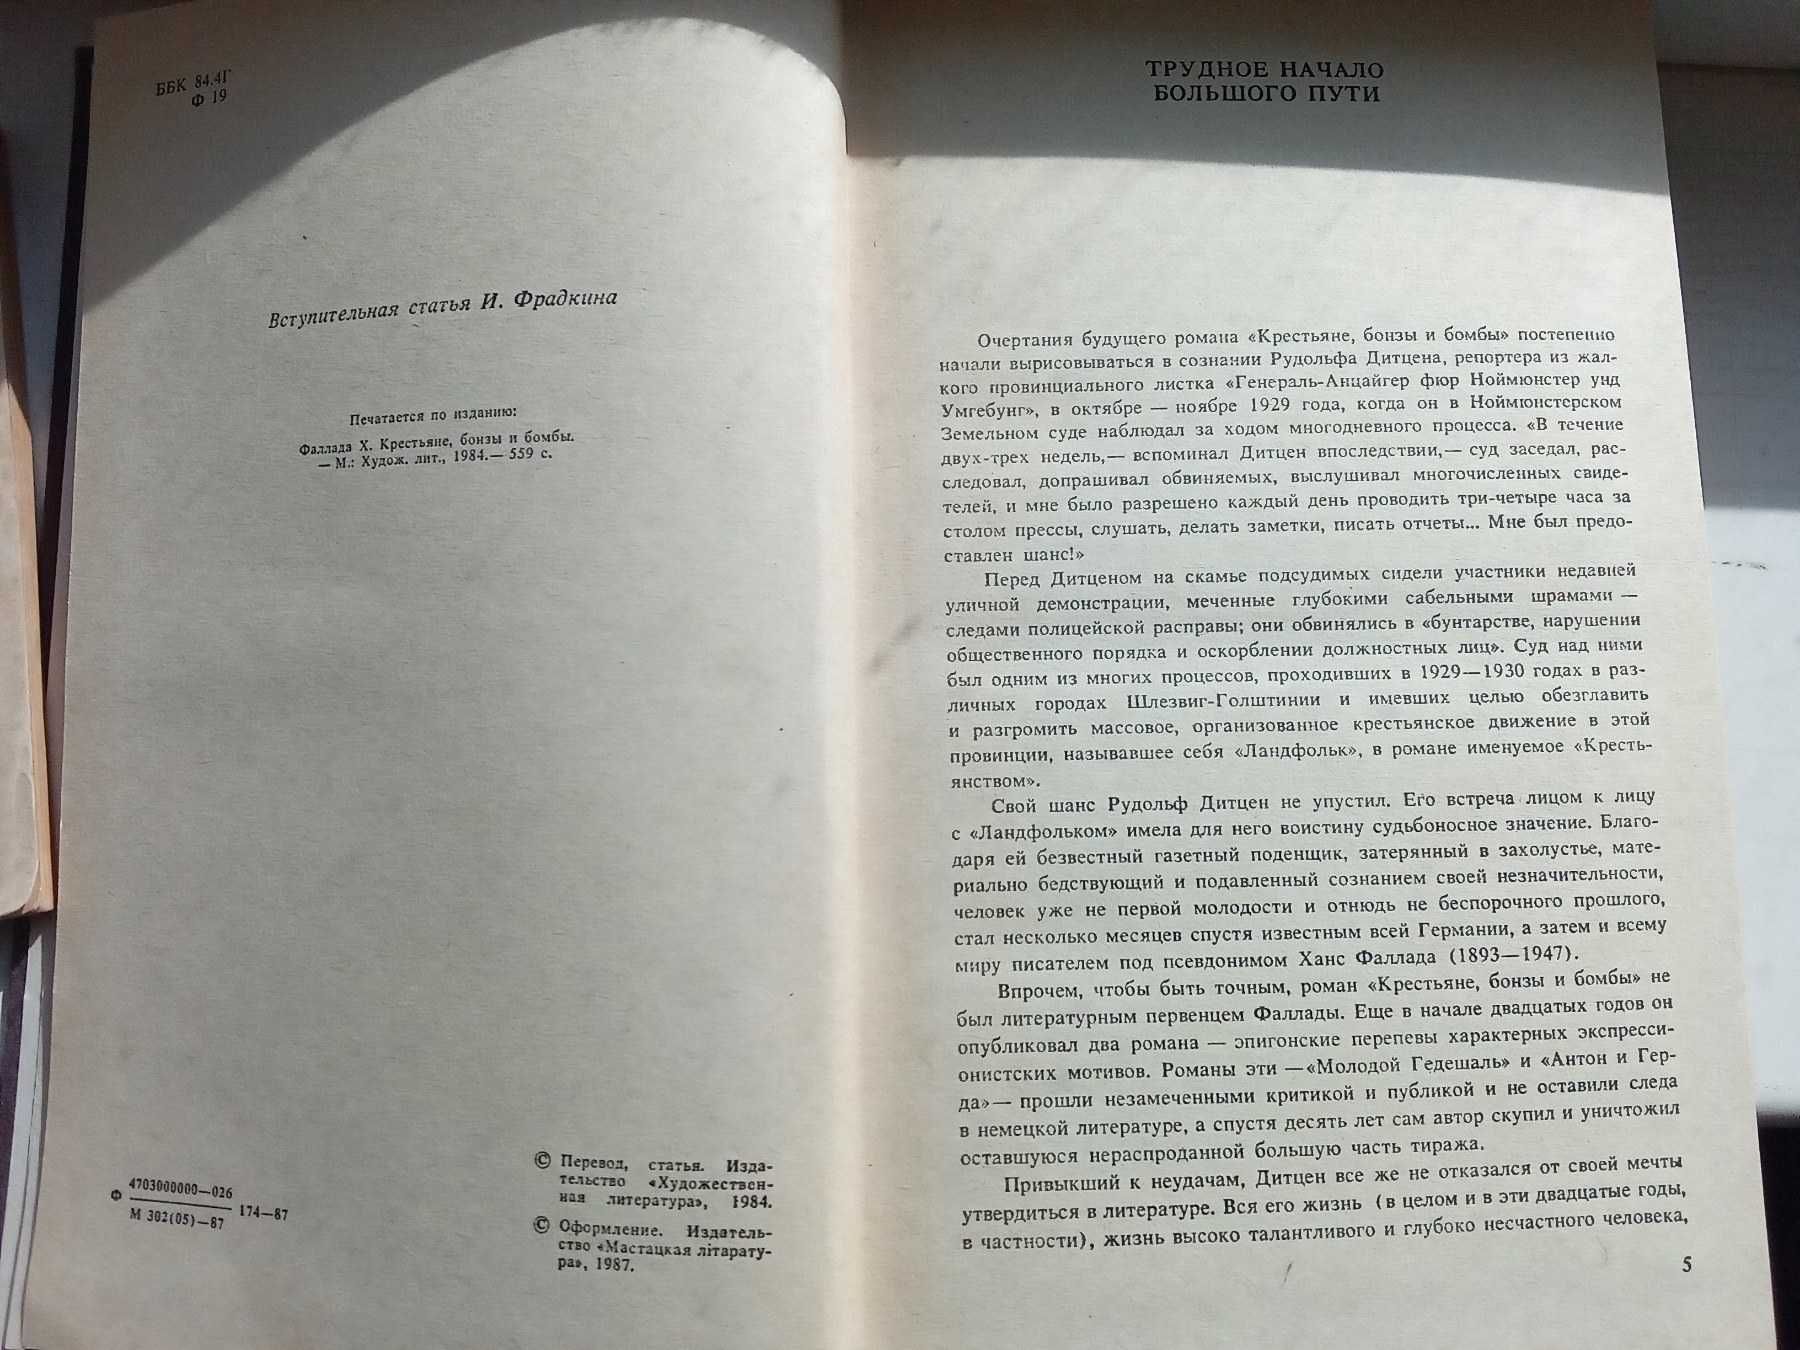 ББК 84.4Г
Ф 19
Вступительная статья И. Фрадкина
Печатается по изданию:
Фаллада Х. Крестьяне, бонзы и бомбы.
— М.: Худож. лит., 1984.— 559 с.
Ф 4703000000—026
М 302(05)—87
174—87
© Перевод, статья. Изда-
тельство «Художествен-
ная литература», 1984.
© Оформление. Издатель-
ство «Мастацкая літарату-
ра», 1987.
ТРУДНОЕ НАЧАЛО
БОЛЬШОГО ПУТИ
Очертания будущего романа «Крестьяне, бонзы и бомбы» постепенно
начали вырисовываться в сознании Рудольфа Дитцена, репортера из жал-
кого провинциального листка «Генераль-Анцайгер фюр Ноймюнстер унд
Умгебунг», в октябре — ноябре 1929 года, когда он в Ноймюнстерском
Земельном суде наблюдал за ходом многодневного процесса. «В течение
двух-трех недель,— вспоминал Дитцен впоследствии,— суд заседал, рас-
следовал, допрашивал обвиняемых, выслушивал многочисленных свиде-
телей, и мне было разрешено каждый день проводить три-четыре часа за
столом прессы, слушать, делать заметки, писать отчеты... Мне был предо-
ставлен шанс!»
Перед Дитценом на скамье подсудимых сидели участники недавней
уличной демонстрации, меченные глубокими сабельными шрамами —
следами полицейской расправы; они обвинялись в «бунтарстве, нарушении
общественного порядка и оскорблении должностных лиц». Суд над ними
был одним из многих процессов, проходивших в 1929—1930 годах в раз-
личных городах Шлезвиг-Голштинии и имевших целью обезглавить
и разгромить массовое, организованное крестьянское движение в этой
провинции, называвшее себя «Ландфольк», в романе именуемое «Кресть-
янством».
Свой шанс Рудольф Дитцен не упустил. Его встреча лицом к лицу
с «Ландфольком» имела для него воистину судьбоносное значение. Благо-
даря ей безвестный газетный поденщик, затерянный в захолустье, мате-
риально бедствующий и подавленный сознанием своей незначительности,
человек уже не первой молодости и отнюдь не беспорочного прошлого,
стал несколько месяцев спустя известным всей Германии, а затем и всему
миру писателем под псевдонимом Ханс Фаллада (1893—1947).
Впрочем, чтобы быть точным, роман «Крестьяне, бонзы и бомбы» не
был литературным первенцем Фаллады. Еще в начале двадцатых годов он
опубликовал два романа — эпигонские перепевы характерных экспресси-
онистских мотивов. Романы эти —«Молодой Гедешаль» и «Антон и Гер-
да»— прошли незамеченными критикой и публикой и не оставили следа
в немецкой литературе, а спустя десять лет сам автор скупил и уничтожил
оставшуюся нераспроданной большую часть тиража.
Привыкший к неудачам, Дитцен все же не отказался от своей мечты
утвердиться в литературе. Вся его жизнь (в целом и в эти двадцатые годы,
в частности), жизнь высоко талантливого и глубоко несчастного человека,
5